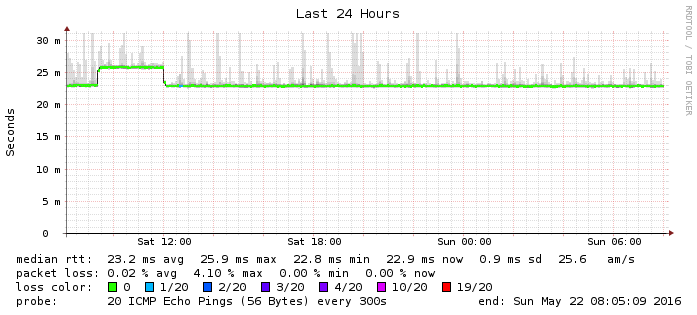 Last 24 Hours
RRDTOOL / TOBI OETIKER
Seconds
30 m
25 m
20 m
15 m
10 m
5 m
0
Sat 12:00 Sat 18:00 Sun 00:00 Sun 06:00
median rtt: 23.2 ms avg 25.9 ms max 22.8 ms min 22.9 ms now 0.9 ms sd 25.6 am/s
packet loss: 0.02 % avg 4.10 % max 0.00 % min 0.00 % now
loss color: 0 1/20 2/20 3/20 4/20 10/20 19/20
probe: 20 ICMP Echo Pings (56 Bytes) every 300s end: Sun May 22 08:05:09 2016